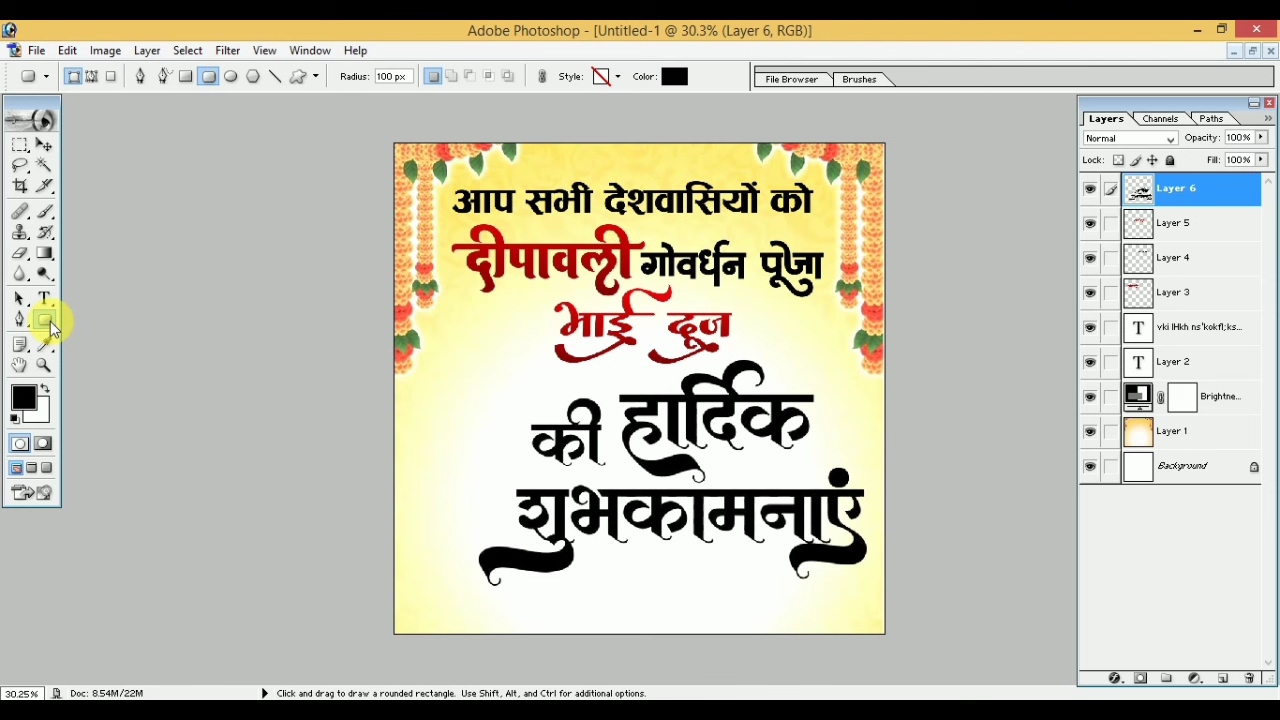 Adobe Photoshop - [Untitled-1 @ 30.3% (Layer 6, RGB)]
File Edit Image Layer Select Filter View Window Help
Radius: 100 px Style: Color: File Browser Brushes
Layers Channels Paths
Normal Opacity: 100%
Lock: Fill: 100%
Layer 6
Layer 5
Layer 4
Layer 3
T vki lHkh ns'kokfl;ks...
T Layer 2
Brightne...
Layer 1
Background
आप सभी देशवासियों को
दीपावली गोवर्धन पूजा
भाई दूज
की हार्दिक
शुभकामनाएं
30.25% Doc: 8.54M/22M Click and drag to draw a rounded rectangle. Use Shift, Alt, and Ctrl for additional options.